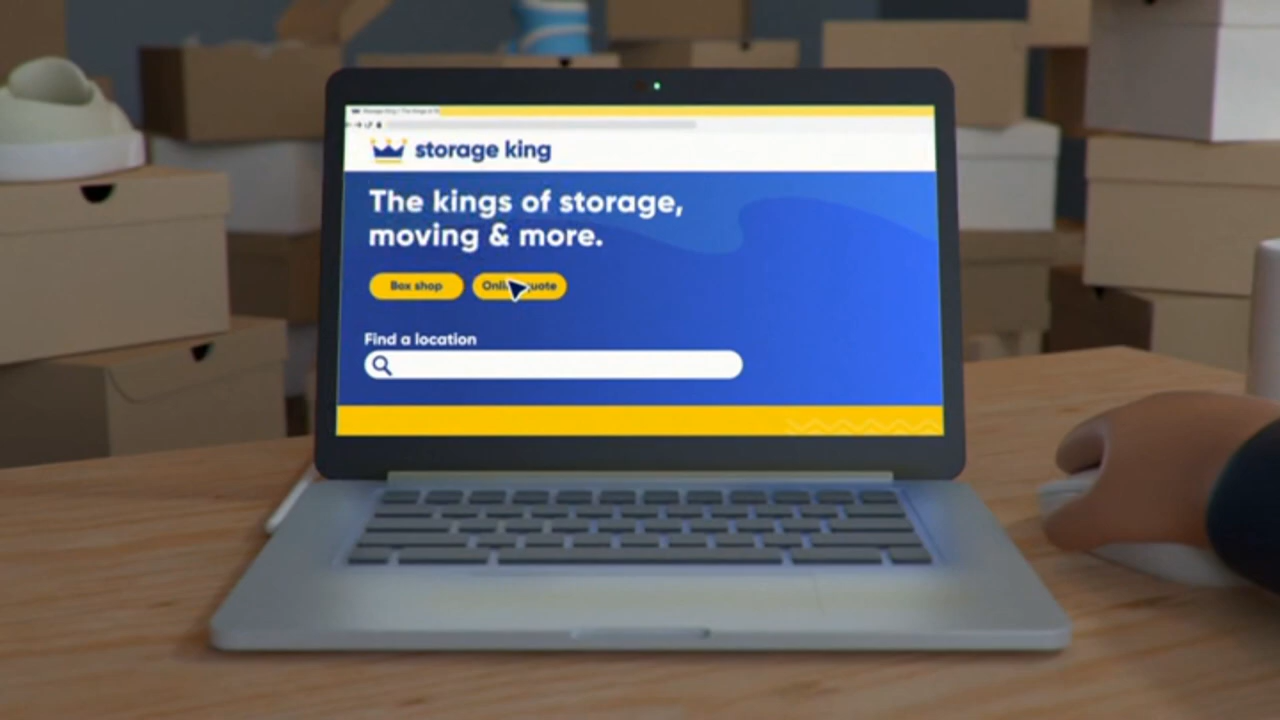 storage king
The kings of storage,
moving & more.
Box shop
Find a location